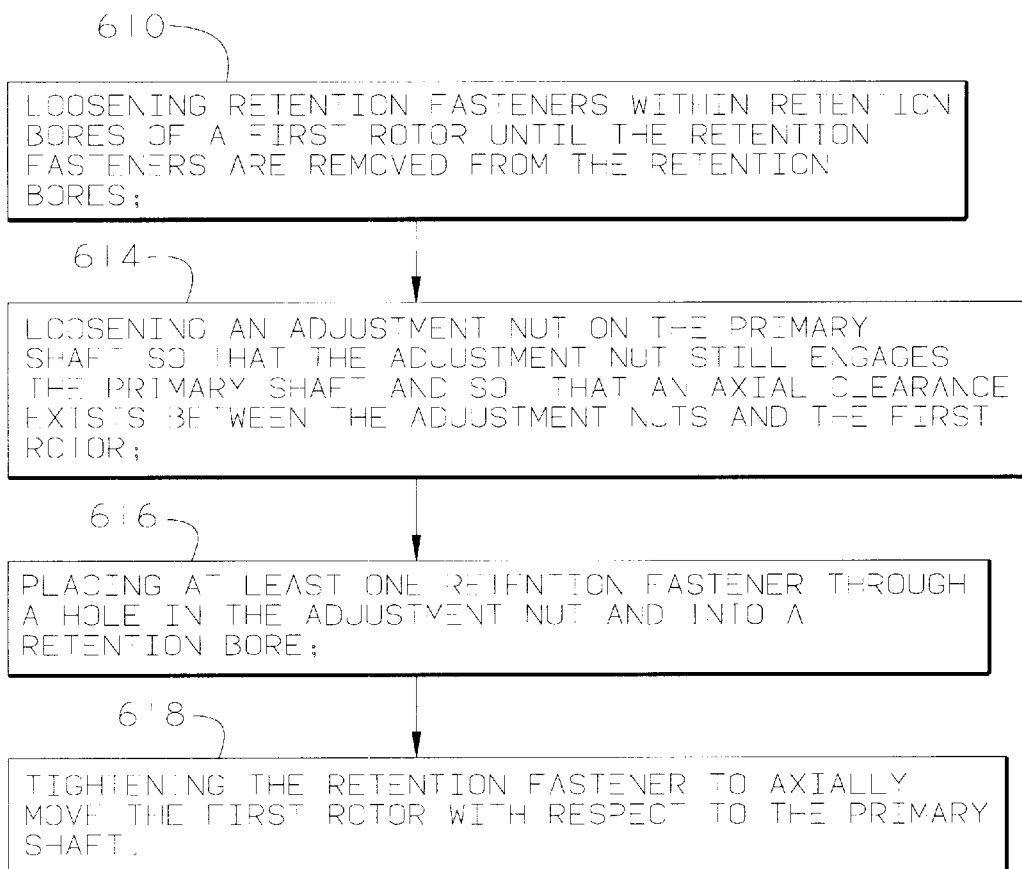 610
LOOSENING RETENTION FASTENERS WITHIN RETENTION
BORES OF A FIRST ROTOR UNTIL THE RETENTION
FASTENERS ARE REMOVED FROM THE RETENTION
BORES;
614
LOOSENING AN ADJUSTMENT NUT ON THE PRIMARY
SHAFT SO THAT THE ADJUSTMENT NUT STILL ENGAGES
THE PRIMARY SHAFT AND SO THAT AN AXIAL CLEARANCE
EXISTS BETWEEN THE ADJUSTMENT NUTS AND THE FIRST
ROTOR;
616
PLACING AT LEAST ONE RETENTION FASTENER THROUGH
A HOLE IN THE ADJUSTMENT NUT AND INTO A
RETENTION BORE;
618
TIGHTENING THE RETENTION FASTENER TO AXIALLY
MOVE THE FIRST ROTOR WITH RESPECT TO THE PRIMARY
SHAFT.